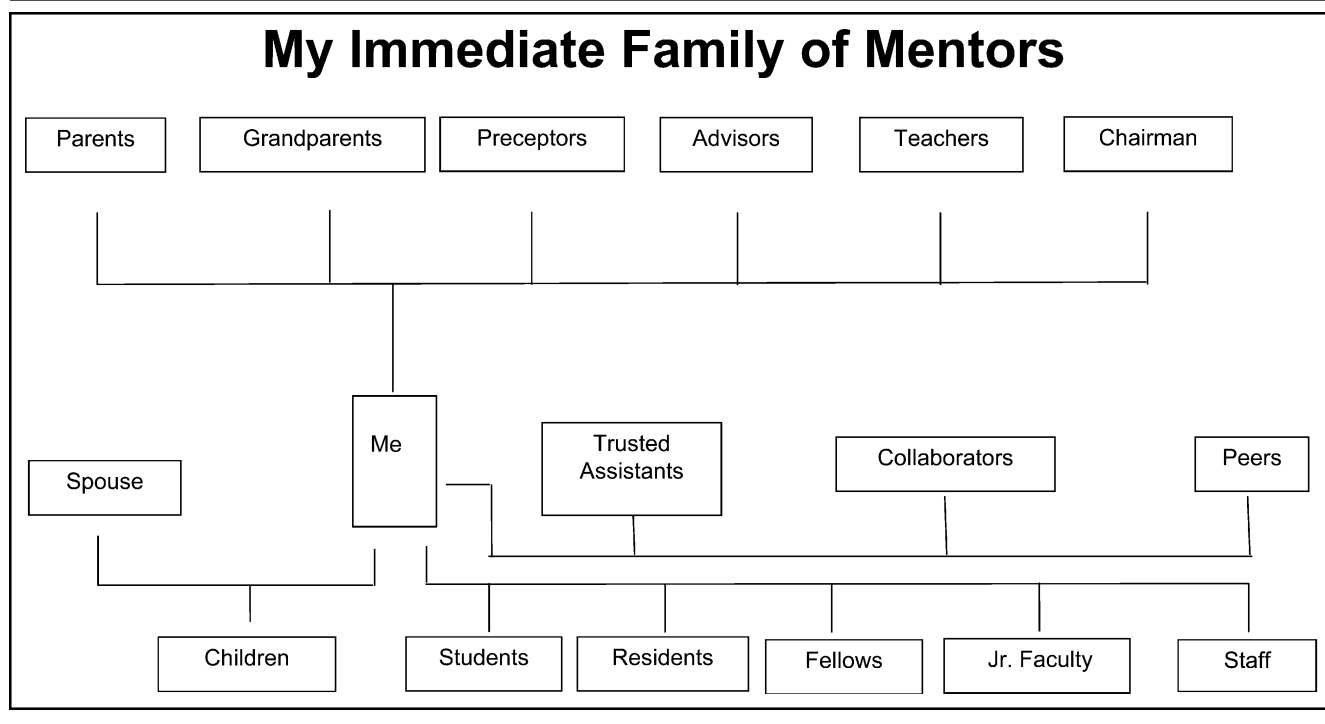 My Immediate Family of Mentors
Parents
Grandparents
Preceptors
Advisors
Teachers
Chairman
Me
Spouse
Trusted
Assistants
Collaborators
Peers
Children
Students
Residents
Fellows
Jr. Faculty
Staff